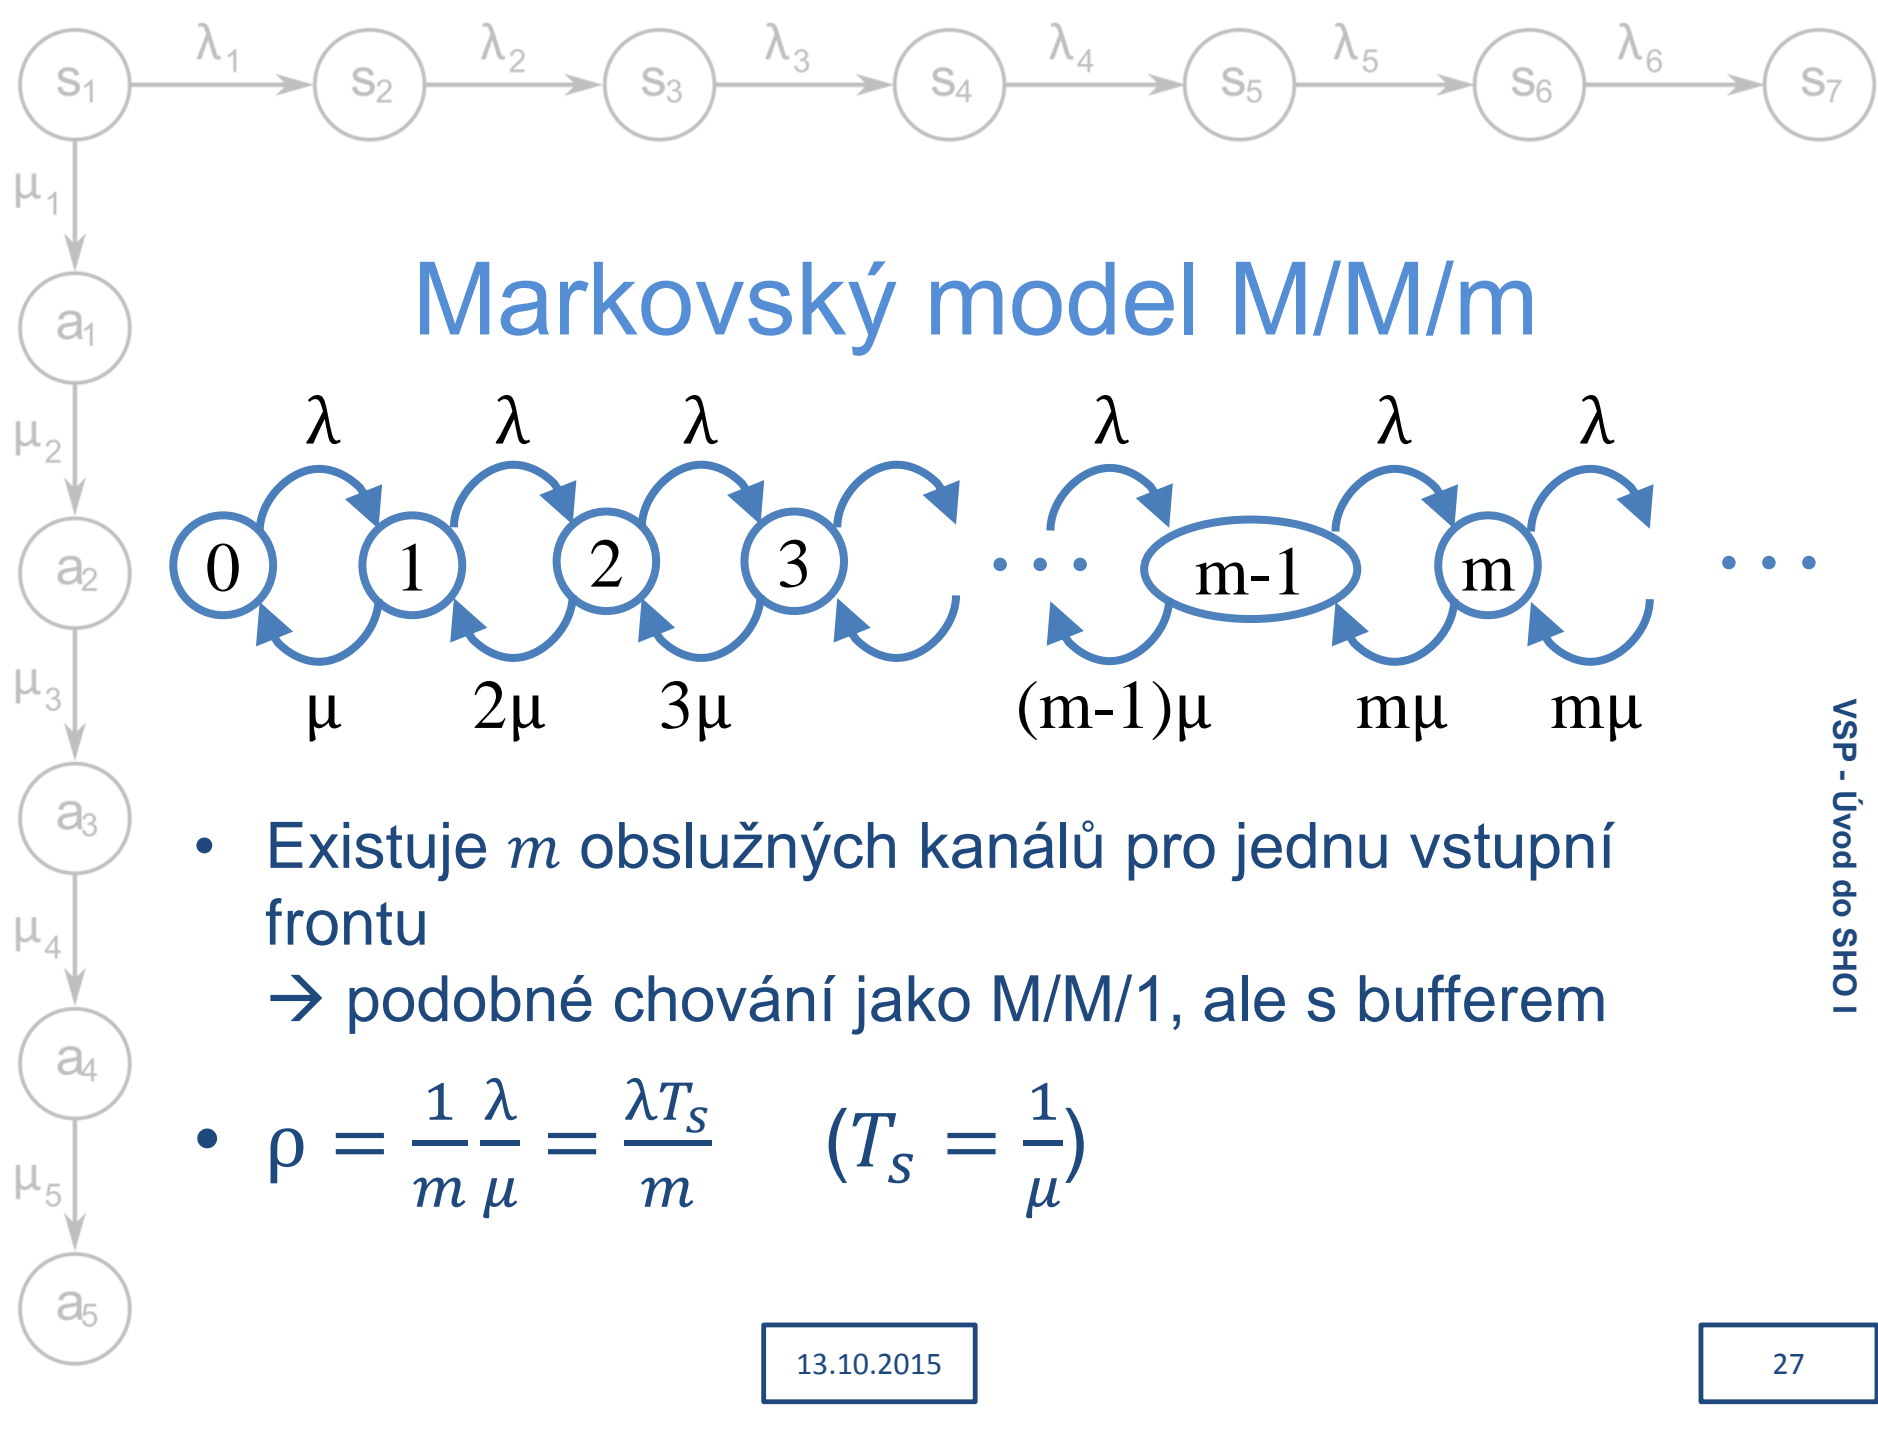 λ₁ λ₂ λ₃ λ₄ λ₅ λ₆
s₁ s₂ s₃ s₄ s₅ s₆ s₇
μ₁
a₁
μ₂
a₂
μ₃
a₃
μ₄
a₄
μ₅
a₅
Markovský model M/M/m
λ λ λ λ λ λ
0 1 2 3 • • • m-1 m • • •
μ 2μ 3μ (m-1)μ mμ mμ
• Existuje m obslužných kanálů pro jednu vstupní
frontu
→ podobné chování jako M/M/1, ale s bufferem
• ρ = 1/m λ/μ = λT_s/m (T_s = 1/μ)
VSP - Úvod do SHO I
13.10.2015
27